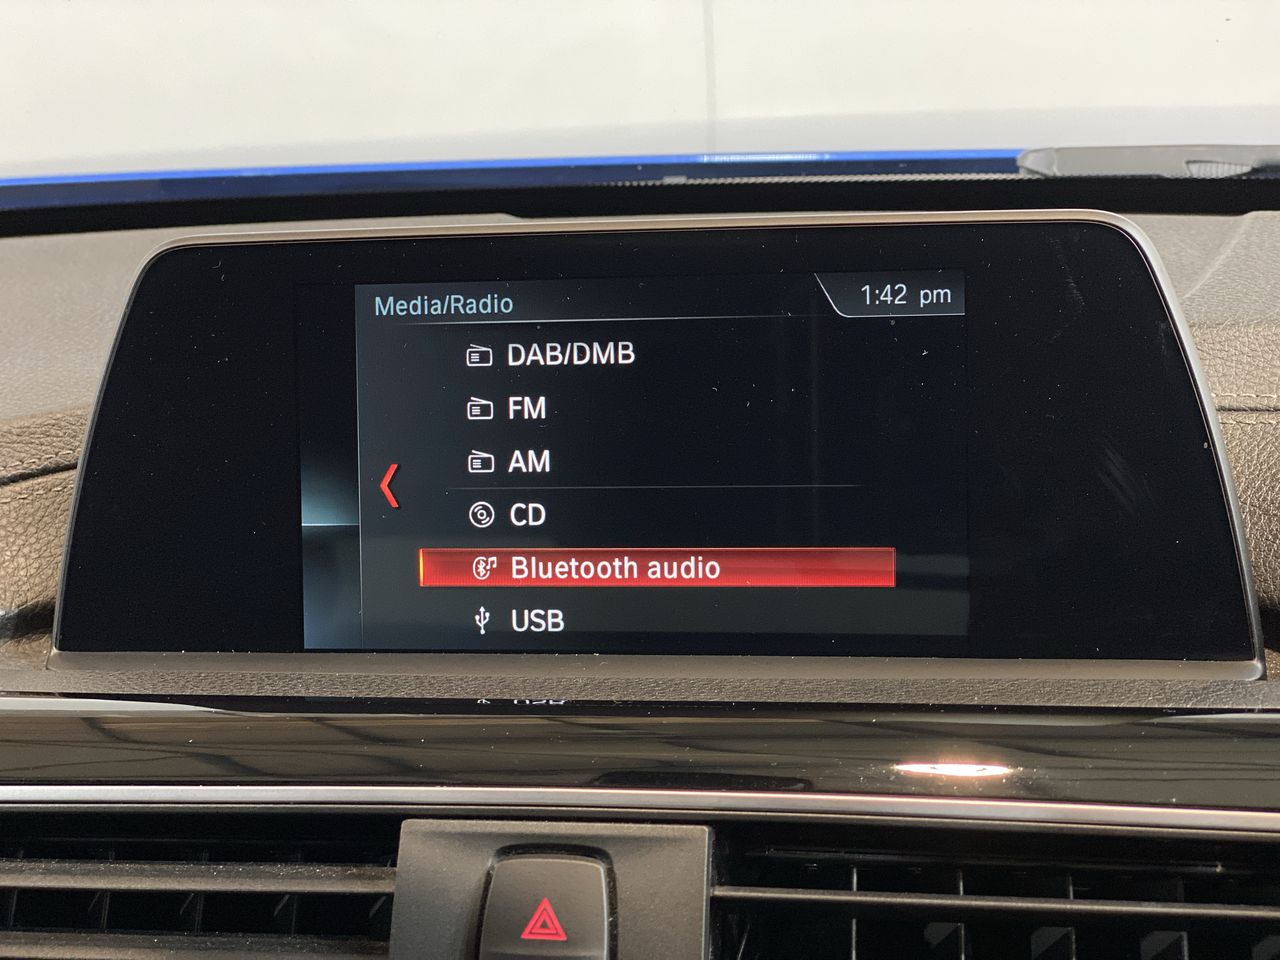 Media/Radio
1:42 pm
DAB/DMB
FM
AM
CD
Bluetooth audio
USB